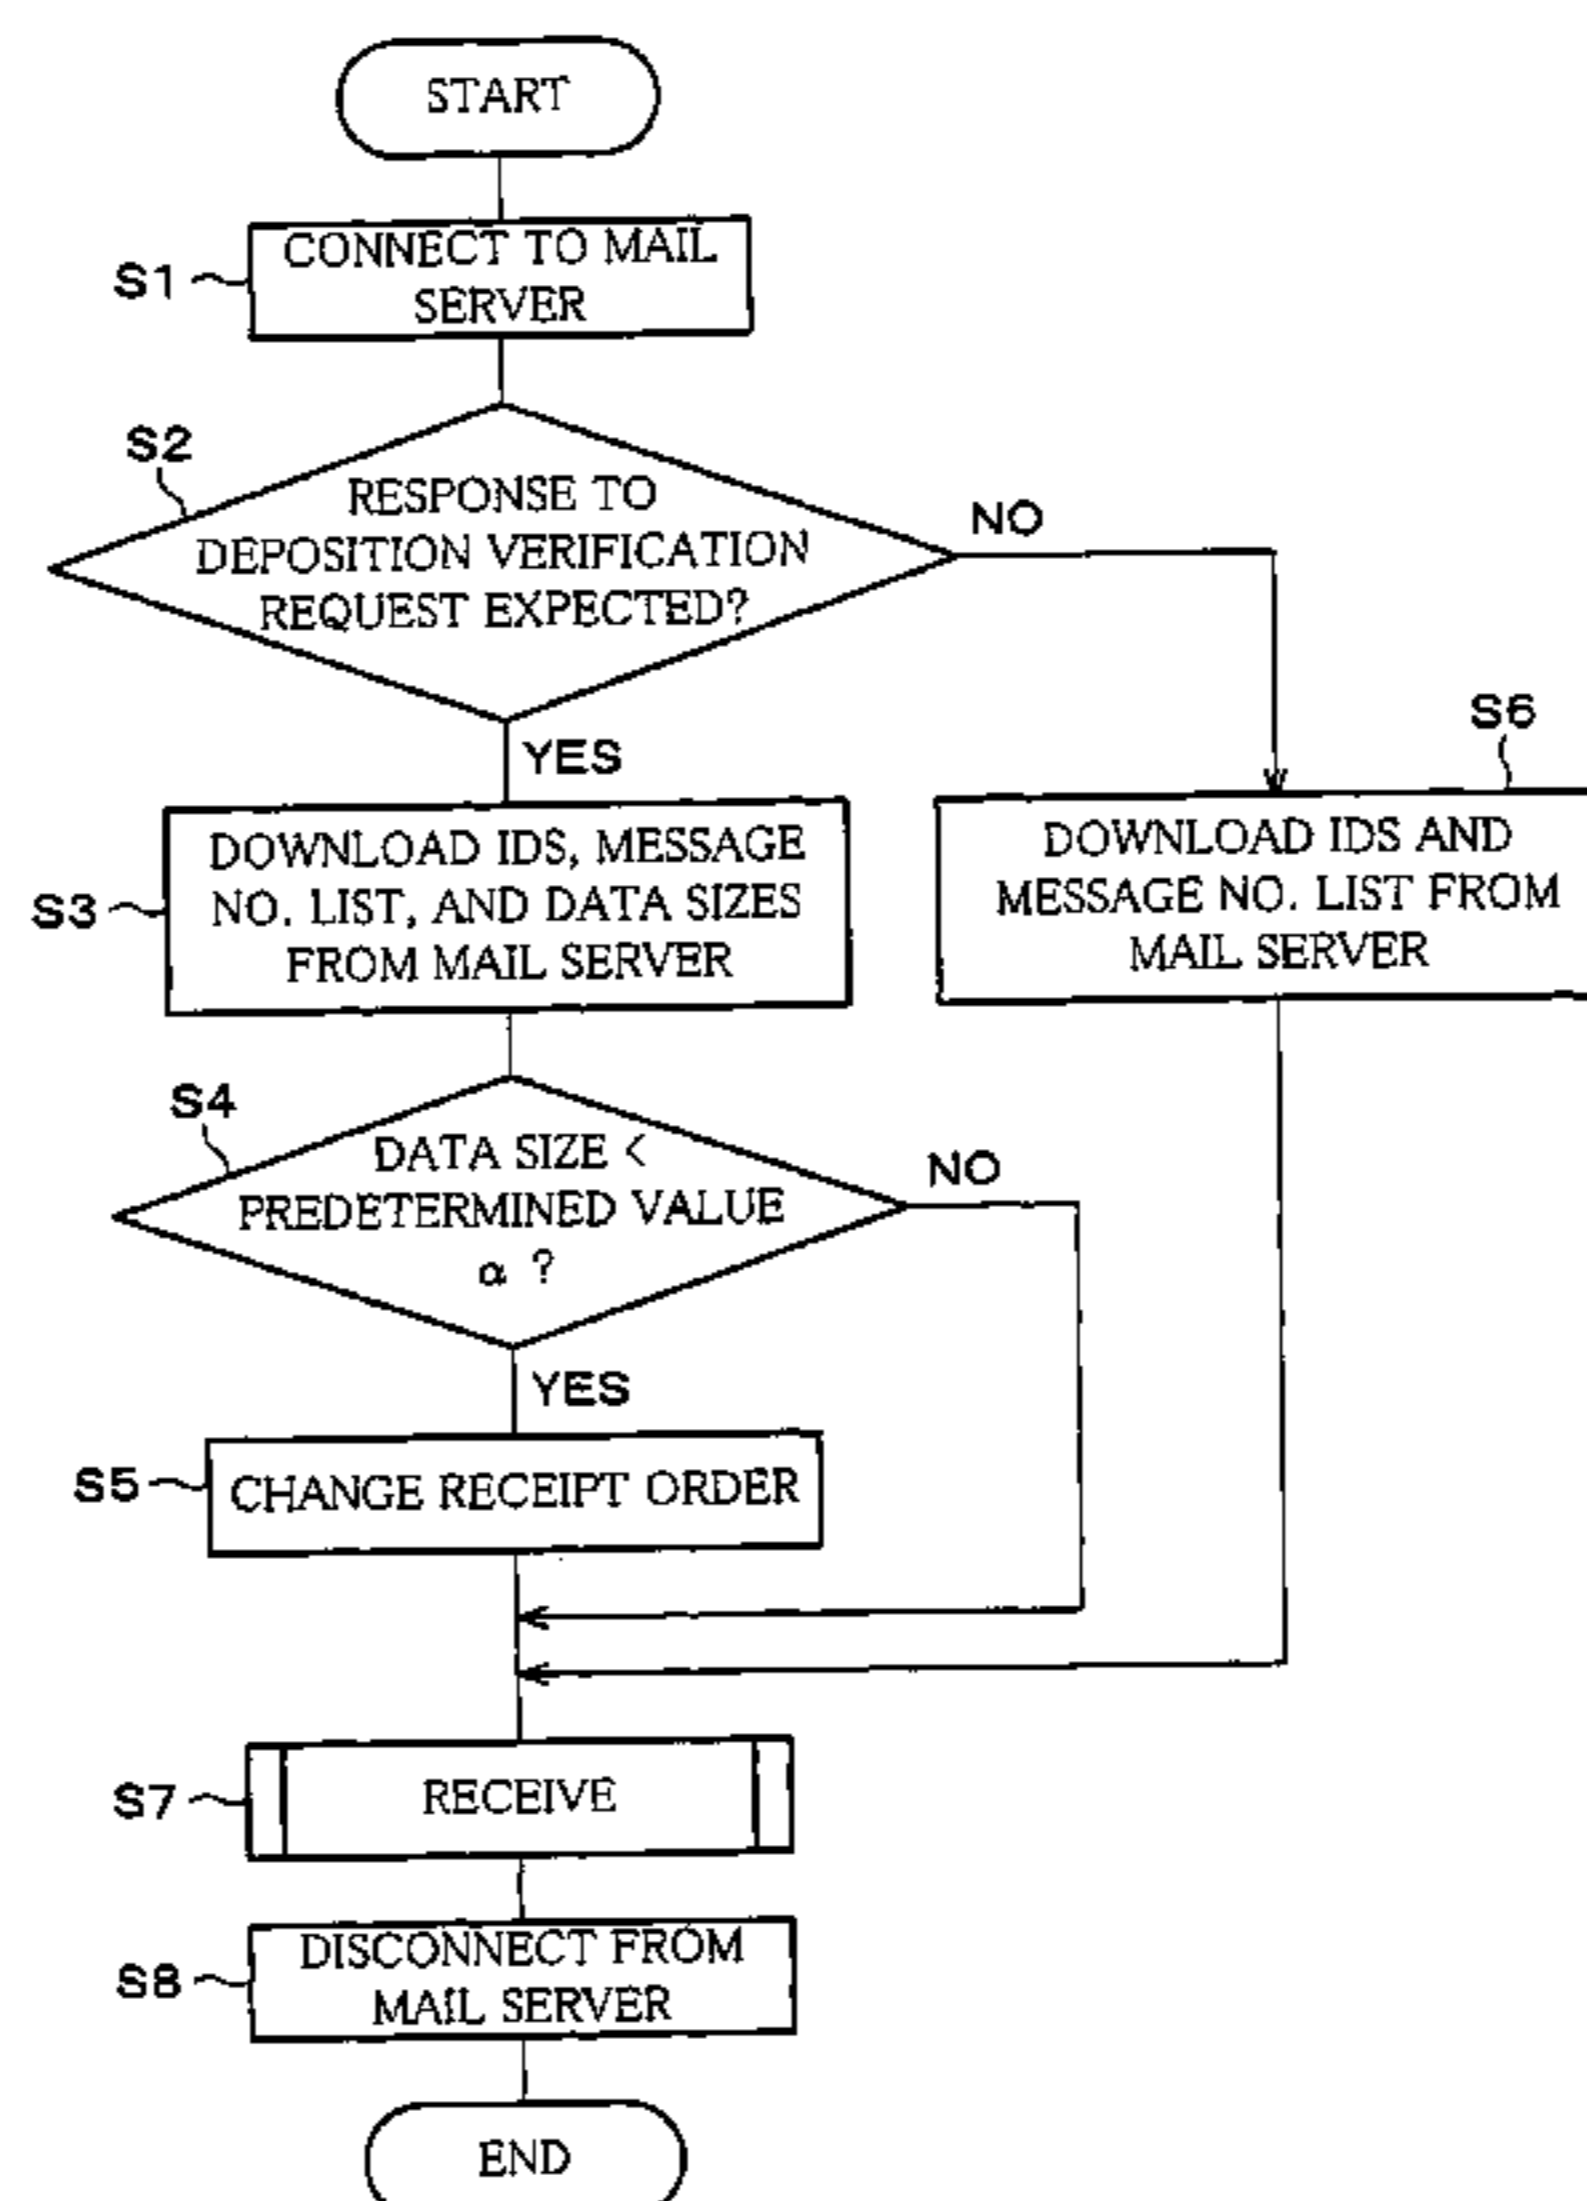 START
S1
CONNECT TO MAIL
SERVER
S2
RESPONSE TO
DEPOSITION VERIFICATION
REQUEST EXPECTED?
NO
YES
S3
DOWNLOAD IDS, MESSAGE
NO. LIST, AND DATA SIZES
FROM MAIL SERVER
S6
DOWNLOAD IDS AND
MESSAGE NO. LIST FROM
MAIL SERVER
S4
DATA SIZE <
PREDETERMINED VALUE
α ?
NO
YES
S5
CHANGE RECEIPT ORDER
S7
RECEIVE
S8
DISCONNECT FROM
MAIL SERVER
END